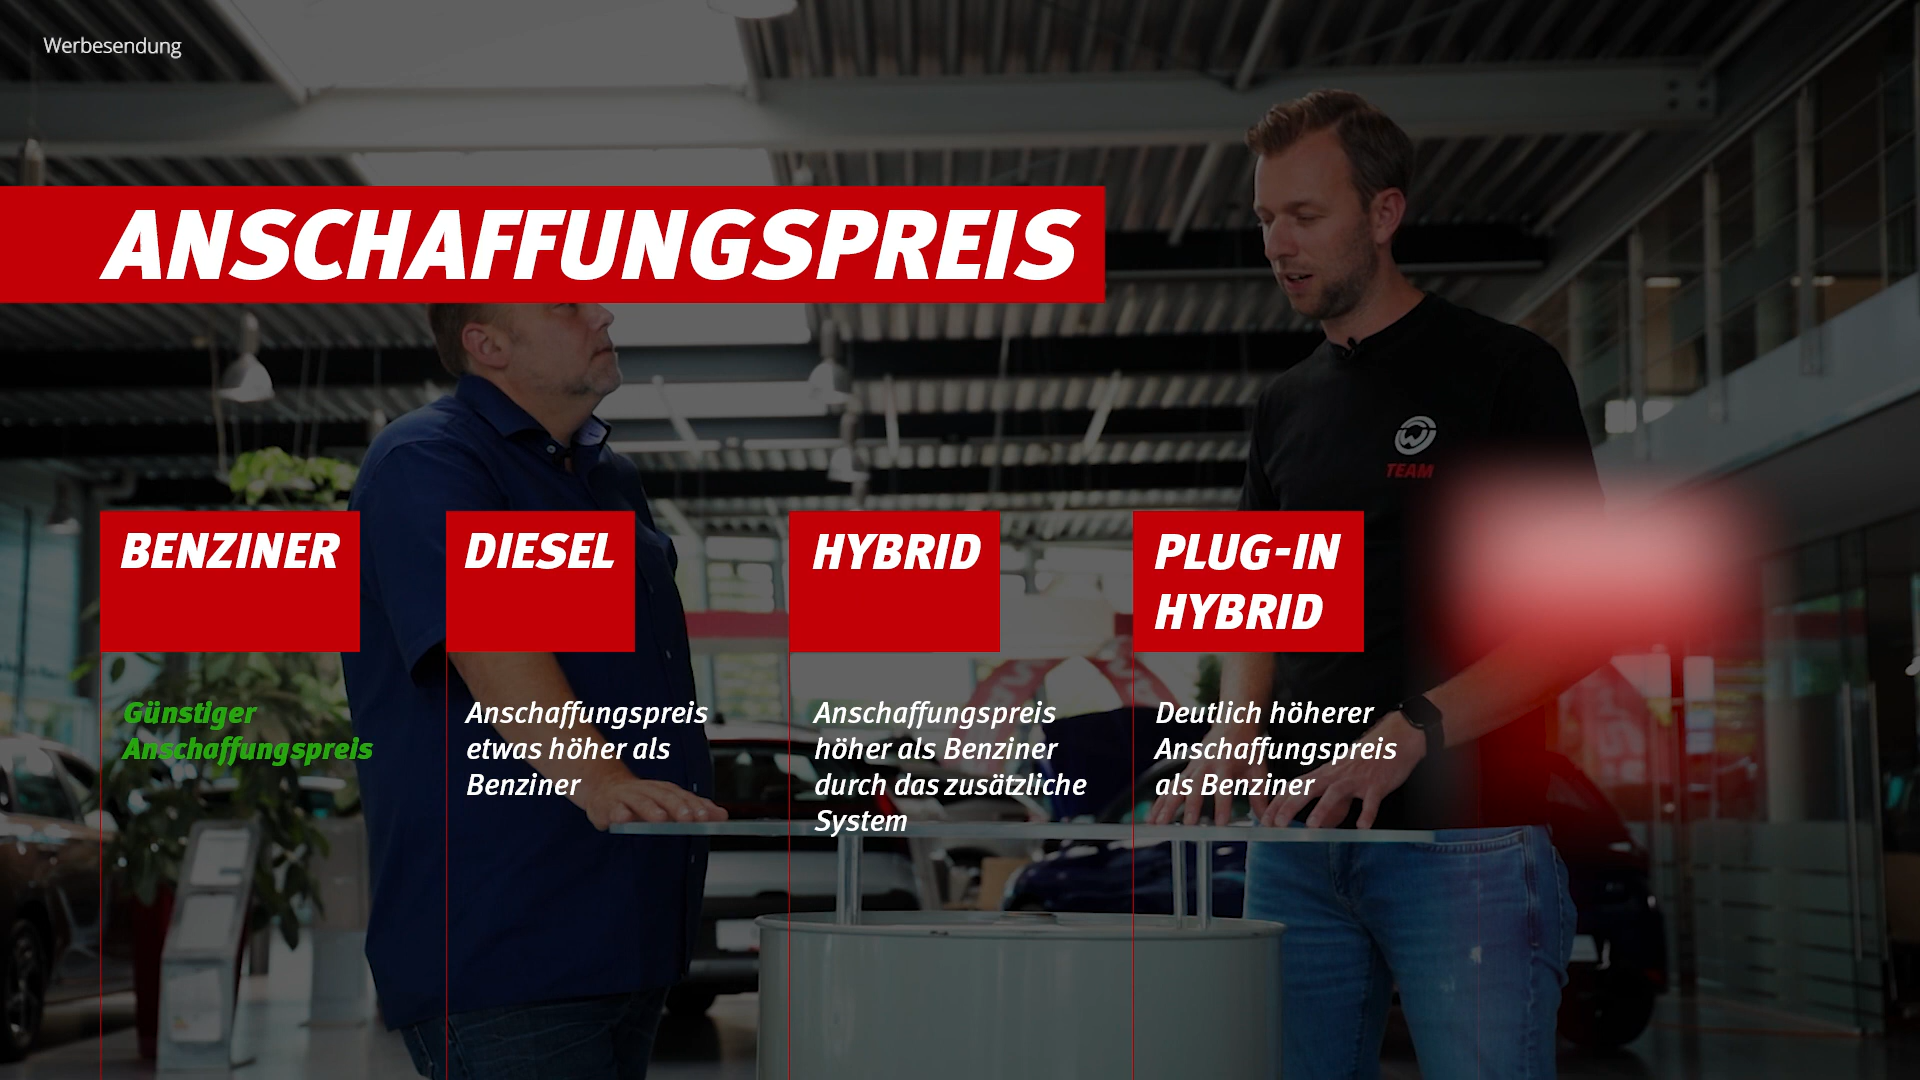 Werbesendung
ANSCHAFFUNGSPREIS
TEAM
BENZINER
Günstiger
Anschaffungspreis
DIESEL
Anschaffungspreis
etwas höher als
Benziner
HYBRID
Anschaffungspreis
höher als Benziner
durch das zusätzliche
System
PLUG-IN
HYBRID
Deutlich höherer
Anschaffungspreis
als Benziner